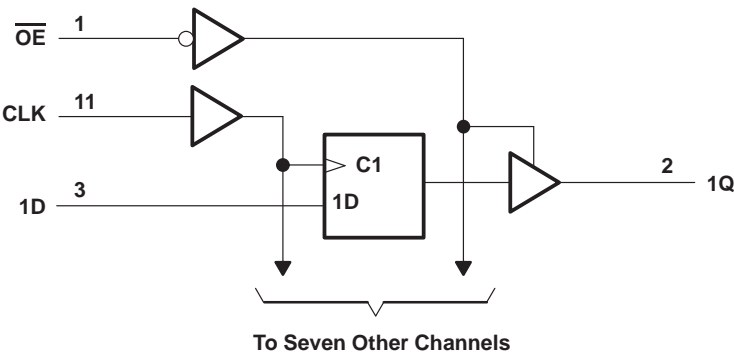 OE 1
CLK 11
C1
1D 3
1D
2 1Q
To Seven Other Channels